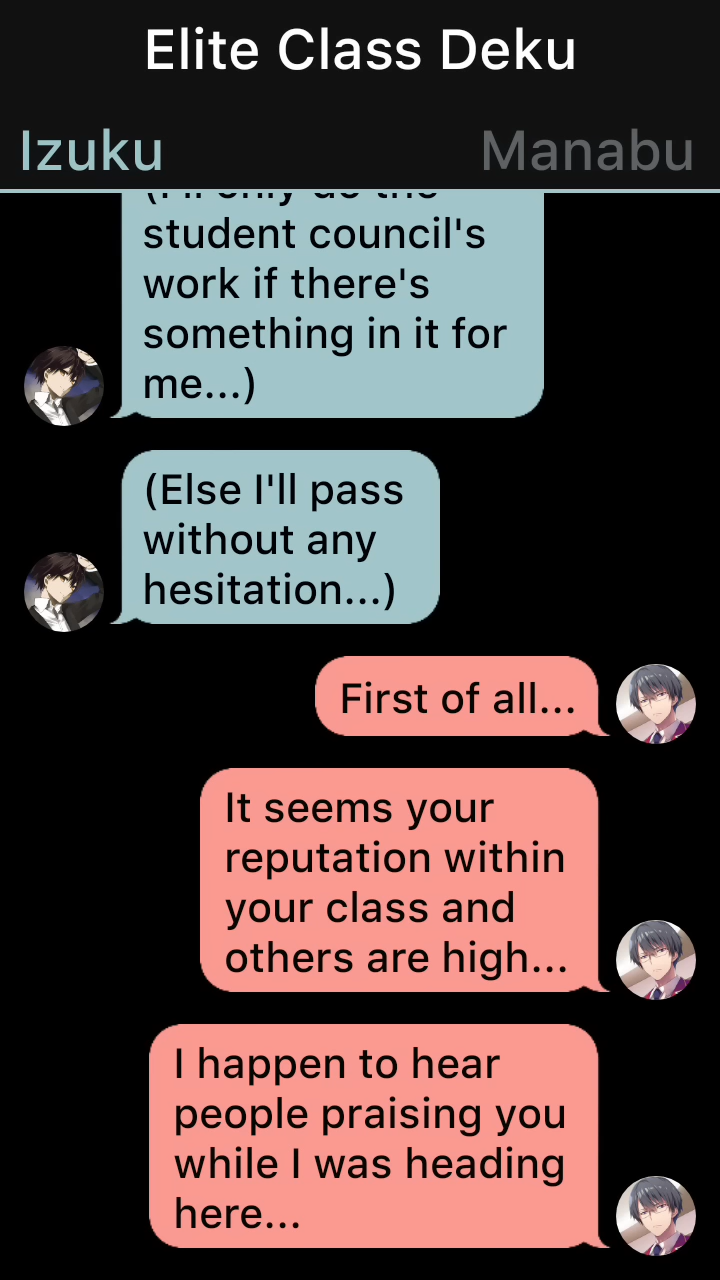 Elite Class Deku
Izuku
Manabu
student council's
work if there's
something in it for
me...)
(Else I'll pass
without any
hesitation...)
First of all...
It seems your
reputation within
your class and
others are high...
I happen to hear
people praising you
while I was heading
here...